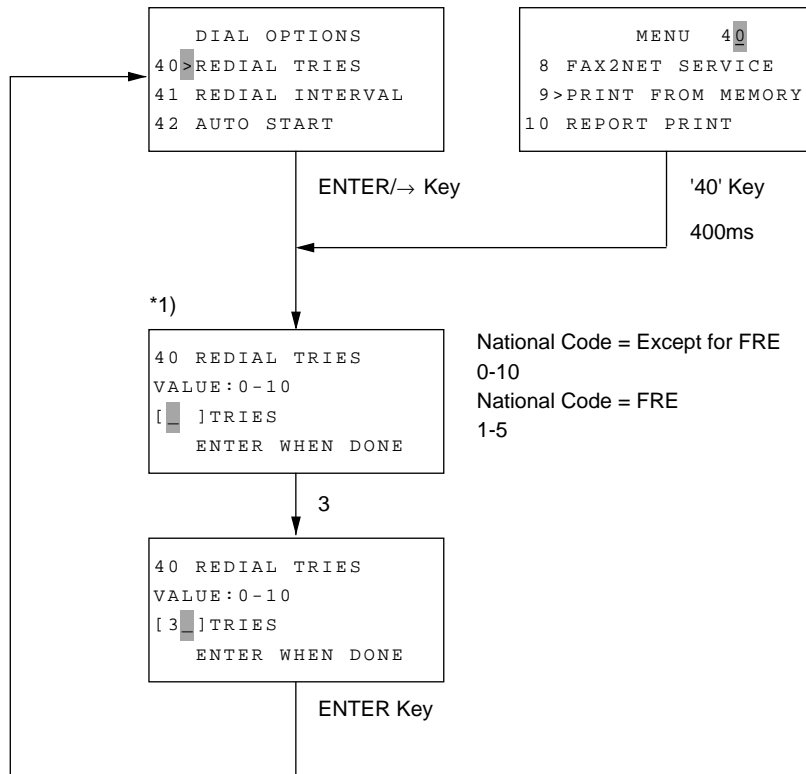 DIAL OPTIONS
40>REDIAL TRIES
41 REDIAL INTERVAL
42 AUTO START
MENU 40
8 FAX2NET SERVICE
9>PRINT FROM MEMORY
10 REPORT PRINT
ENTER/→ Key
'40' Key
400ms
*1)
40 REDIAL TRIES
VALUE:0-10
[_ ]TRIES
ENTER WHEN DONE
National Code = Except for FRE
0-10
National Code = FRE
1-5
3
40 REDIAL TRIES
VALUE:0-10
[3_]TRIES
ENTER WHEN DONE
ENTER Key